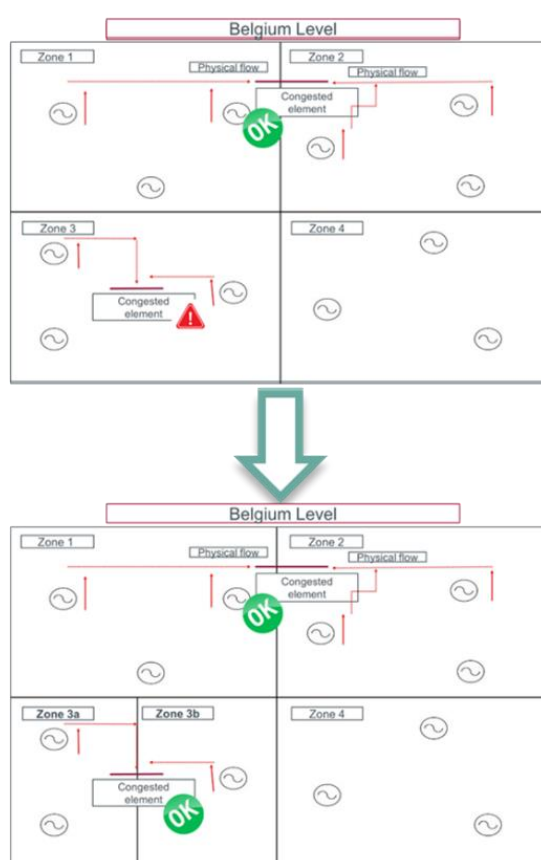 Belgium Level
Zone 1
Zone 2
Physical flow
Physical flow
Congested
element
OK
Zone 3
Zone 4
Congested
element
!
Belgium Level
Zone 1
Zone 2
Physical flow
Physical flow
Congested
element
OK
Zone 3a
Zone 3b
Zone 4
Congested
element
OK